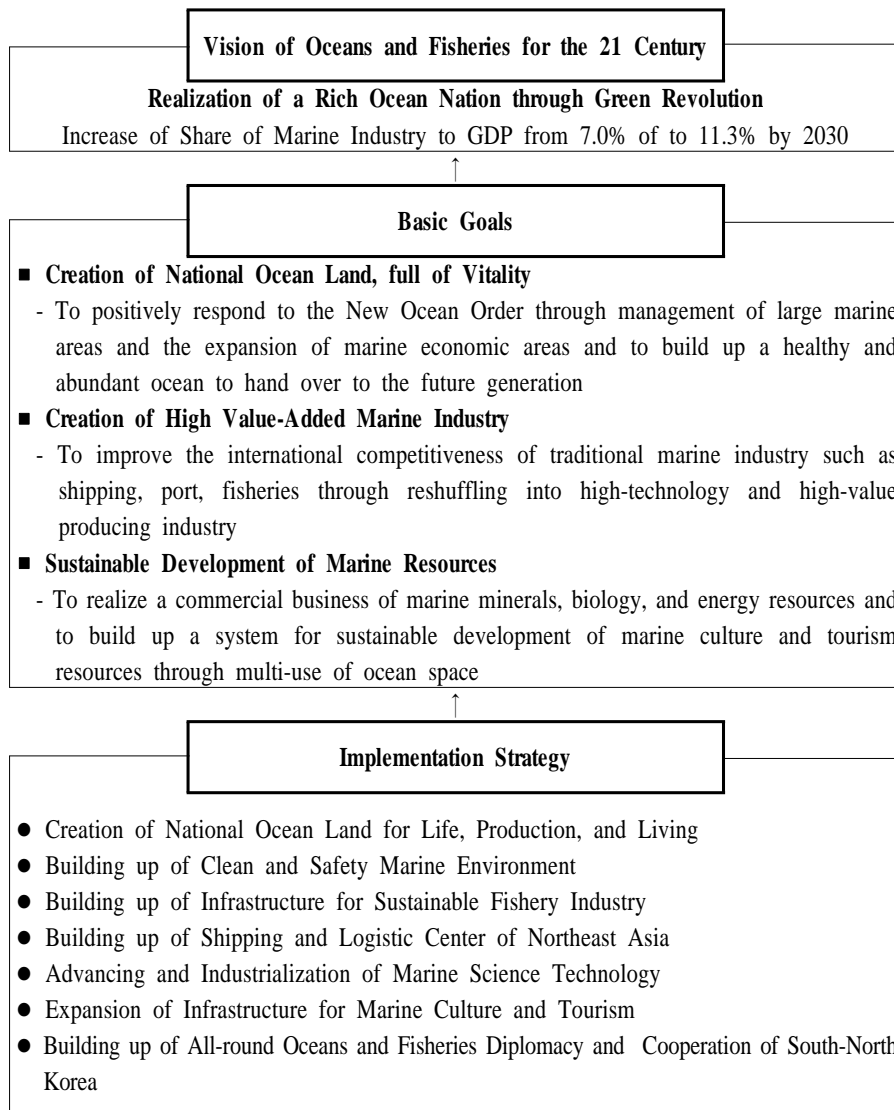 Vision of Oceans and Fisheries for the 21 Century
Realization of a Rich Ocean Nation through Green Revolution
Increase of Share of Marine Industry to GDP from 7.0% of to 11.3% by 2030
↑
Basic Goals
■ Creation of National Ocean Land, full of Vitality
- To positively respond to the New Ocean Order through management of large marine
areas and the expansion of marine economic areas and to build up a healthy and
abundant ocean to hand over to the future generation
■ Creation of High Value-Added Marine Industry
- To improve the international competitiveness of traditional marine industry such as
shipping, port, fisheries through reshuffling into high-technology and high-value
producing industry
■ Sustainable Development of Marine Resources
- To realize a commercial business of marine minerals, biology, and energy resources and
to build up a system for sustainable development of marine culture and tourism
resources through multi-use of ocean space
↑
Implementation Strategy
● Creation of National Ocean Land for Life, Production, and Living
● Building up of Clean and Safety Marine Environment
● Building up of Infrastructure for Sustainable Fishery Industry
● Building up of Shipping and Logistic Center of Northeast Asia
● Advancing and Industrialization of Marine Science Technology
● Expansion of Infrastructure for Marine Culture and Tourism
● Building up of All-round Oceans and Fisheries Diplomacy and Cooperation of South-North
Korea